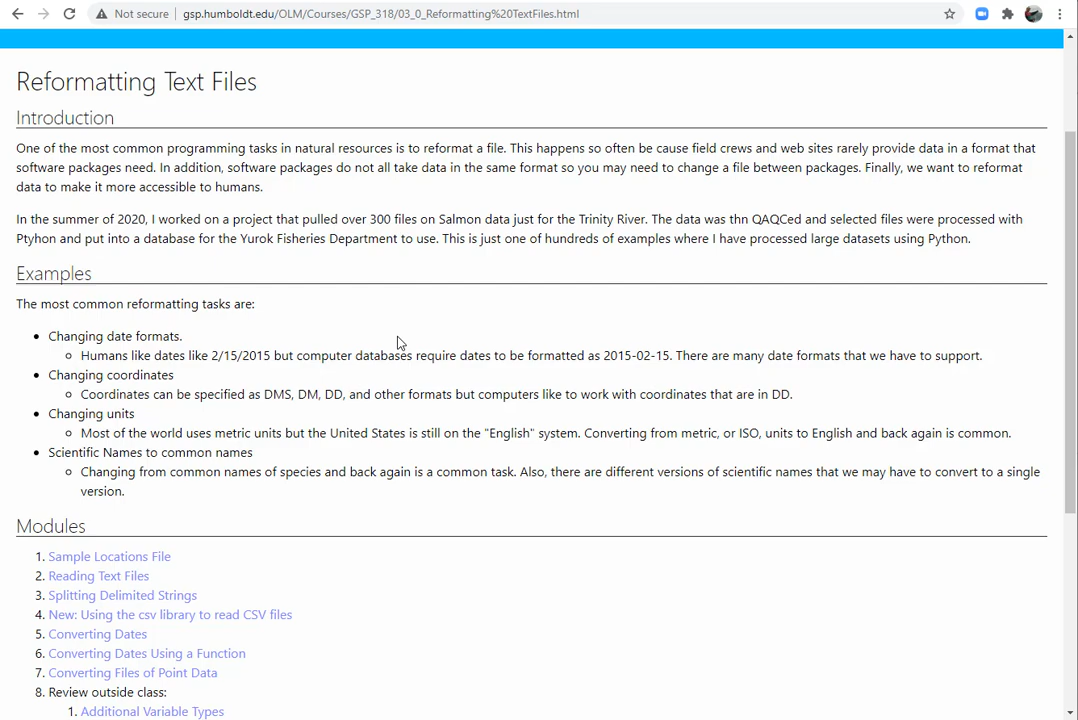 Not secure | gsp.humboldt.edu/OLM/Courses/GSP_318/03_0_Reformatting%20TextFiles.html
Reformatting Text Files
Introduction
One of the most common programming tasks in natural resources is to reformat a file. This happens so often be cause field crews and web sites rarely provide data in a format that
software packages need. In addition, software packages do not all take data in the same format so you may need to change a file between packages. Finally, we want to reformat
data to make it more accessible to humans.
In the summer of 2020, I worked on a project that pulled over 300 files on Salmon data just for the Trinity River. The data was thn QAQCed and selected files were processed with
Ptyhon and put into a database for the Yurok Fisheries Department to use. This is just one of hundreds of examples where I have processed large datasets using Python.
Examples
The most common reformatting tasks are:
Changing date formats.
Humans like dates like 2/15/2015 but computer databases require dates to be formatted as 2015-02-15. There are many date formats that we have to support.
Changing coordinates
Coordinates can be specified as DMS, DM, DD, and other formats but computers like to work with coordinates that are in DD.
Changing units
Most of the world uses metric units but the United States is still on the "English" system. Converting from metric, or ISO, units to English and back again is common.
Scientific Names to common names
Changing from common names of species and back again is a common task. Also, there are different versions of scientific names that we may have to convert to a single
version.
Modules
1. Sample Locations File
2. Reading Text Files
3. Splitting Delimited Strings
4. New: Using the csv library to read CSV files
5. Converting Dates
6. Converting Dates Using a Function
7. Converting Files of Point Data
8. Review outside class:
1. Additional Variable Types